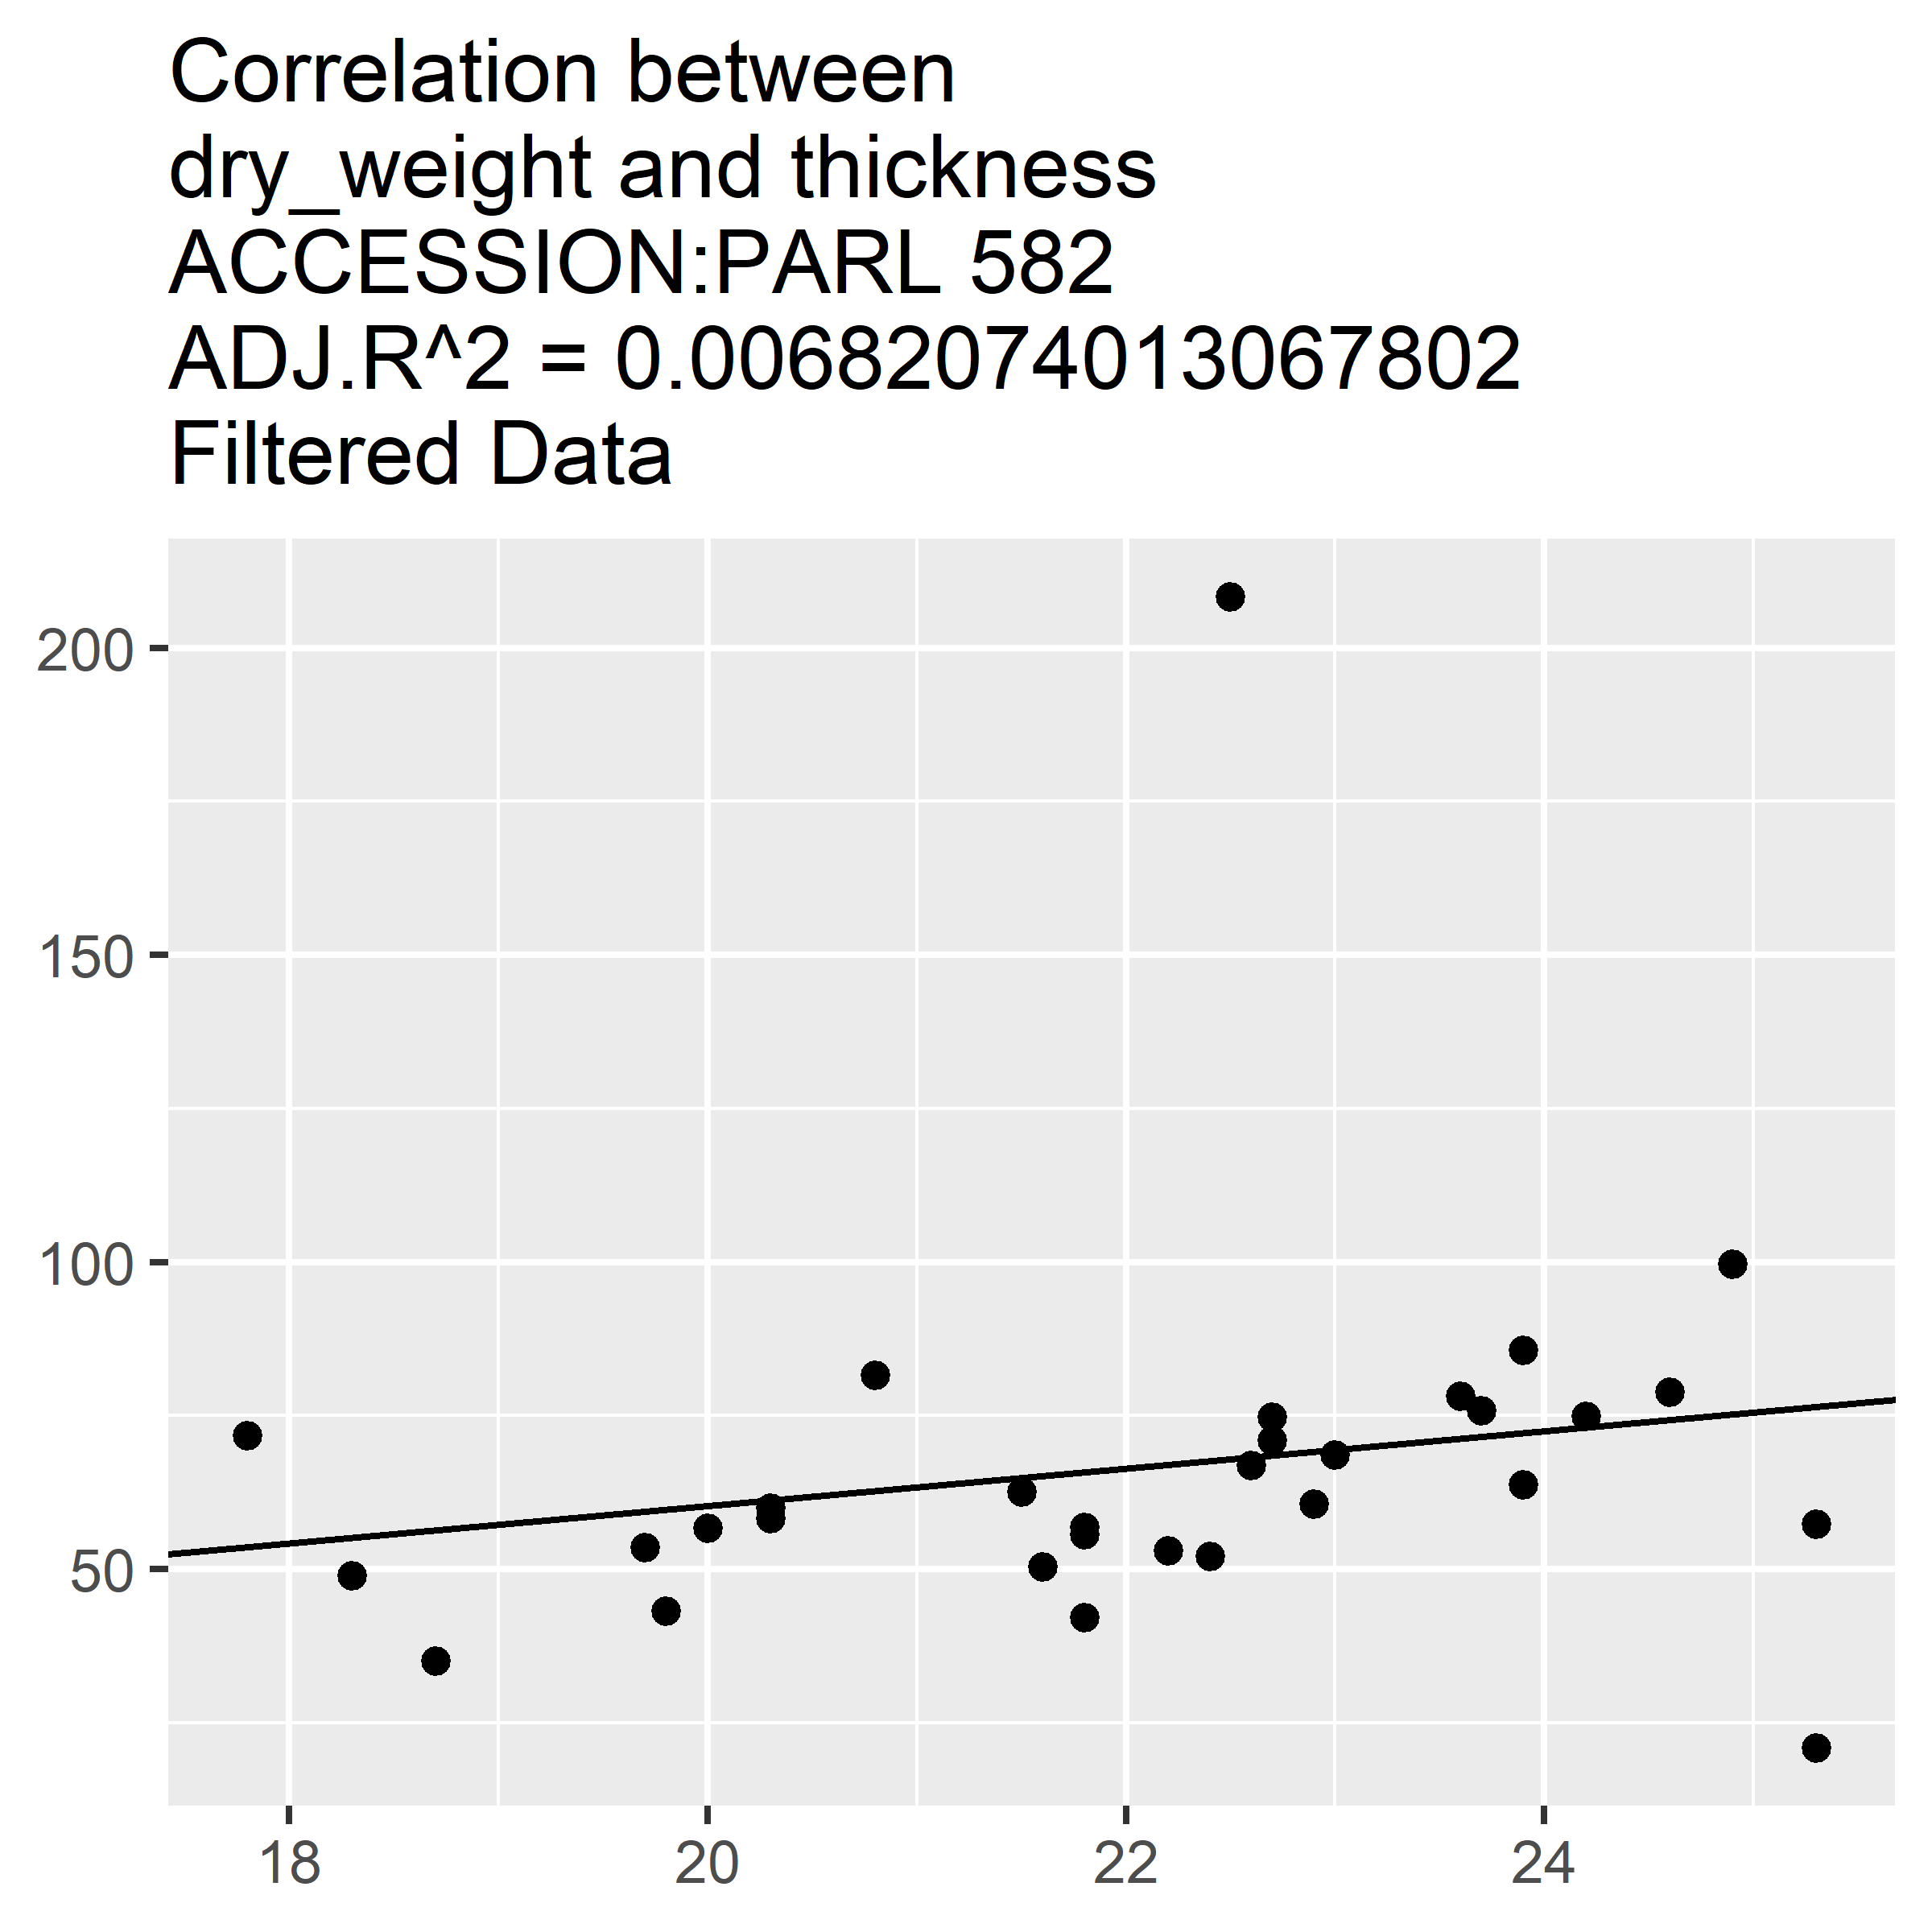 Correlation between
dry_weight and thickness
ACCESSION:PARL 582
ADJ.R^2 = 0.00682074013067802
Filtered Data
200
150
100
50
18 20 22 24